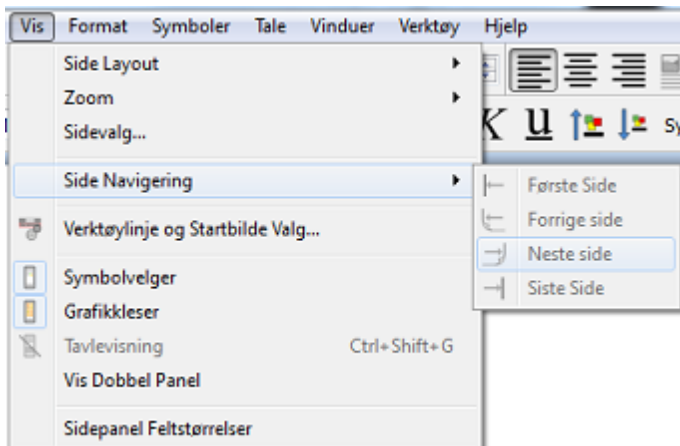 Vis Format Symboler Tale Vinduer Verktøy Hjelp
Side Layout
Zoom
Sidevalg...
K U
Side Navigering
Første Side
Forrige side
Neste side
Siste Side
Verktøylinje og Startbilde Valg...
Symbolvelger
Grafikkleser
Tavlevisning Ctrl+Shift+G
Vis Dobbel Panel
Sidepanel Feltstørrelser